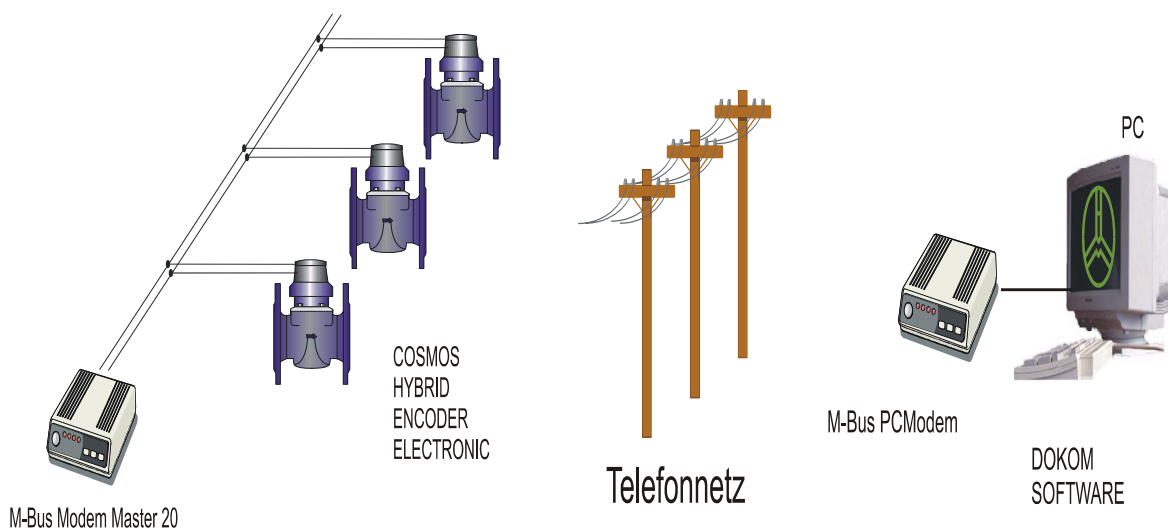 PC
COSMOS
HYBRID
ENCODER
ELECTRONIC
M-Bus PCModem
DOKOM
SOFTWARE
Telefonnetz
M-Bus Modem Master 20